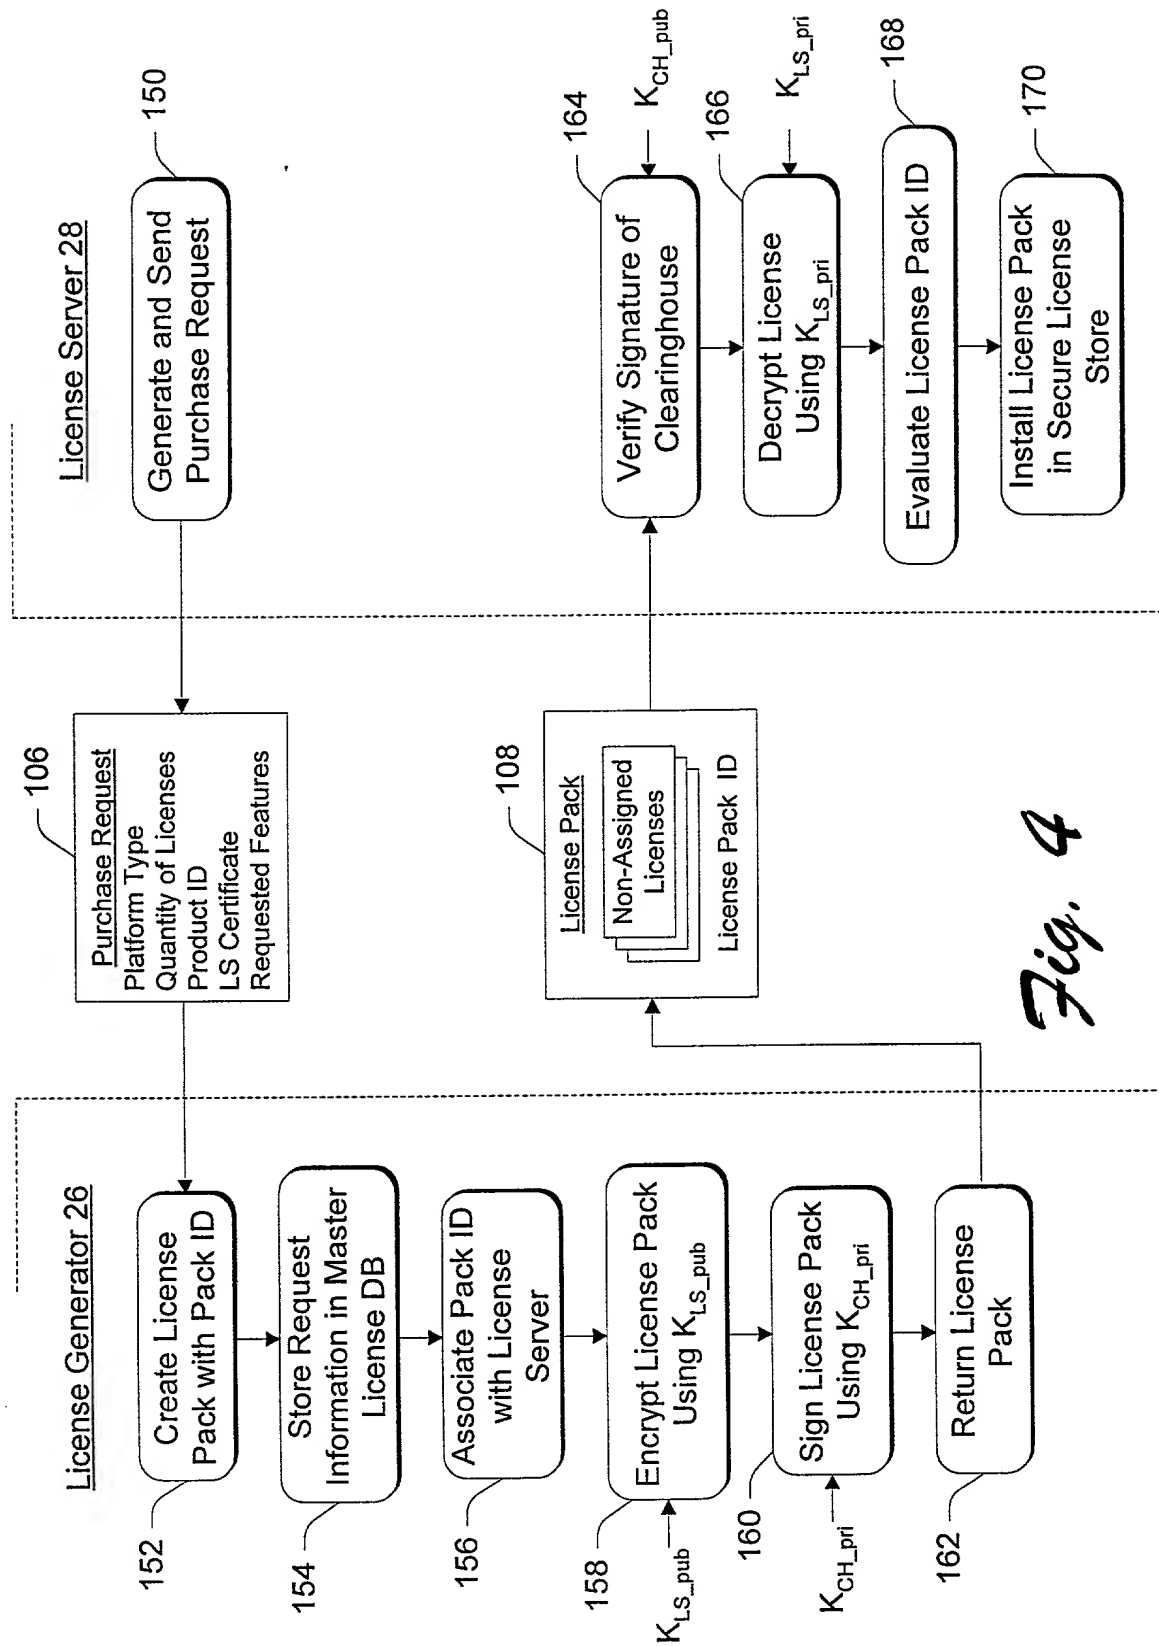 License Generator 26
152
Create License
Pack with Pack ID
154
Store Request
Information in Master
License DB
156
Associate Pack ID
with License
Server
158
Encrypt License Pack
Using K_LS_pub
K_LS_pub
160
Sign License Pack
Using K_CH_pri
K_CH_pri
162
Return License
Pack
106
Purchase Request
Platform Type
Quantity of Licenses
Product ID
LS Certificate
Requested Features
108
License Pack
Non-Assigned
Licenses
License Pack ID
License Server 28
150
Generate and Send
Purchase Request
164
Verify Signature of
Clearinghouse
K_CH_pub
166
Decrypt License
Using K_LS_pri
K_LS_pri
168
Evaluate License Pack ID
170
Install License Pack
in Secure License
Store
Fig. 4